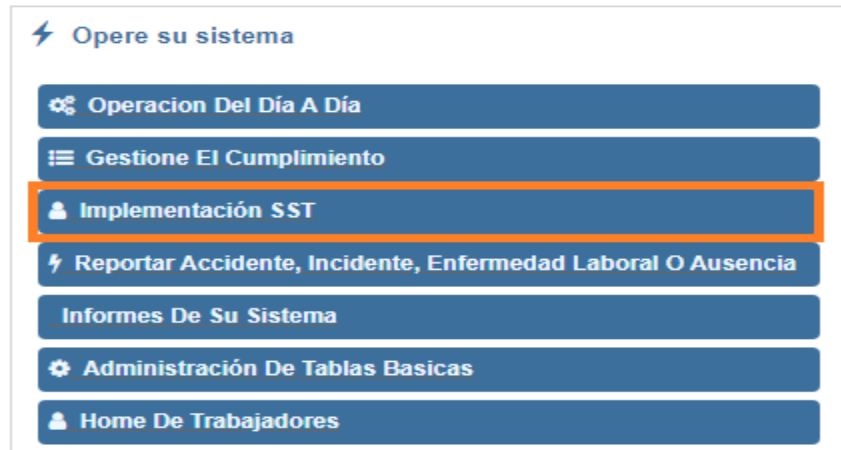 Opere su sistema
Operacion Del Día A Día
Gestione El Cumplimiento
Implementación SST
Reportar Accidente, Incidente, Enfermedad Laboral O Ausencia
Informes De Su Sistema
Administración De Tablas Basicas
Home De Trabajadores